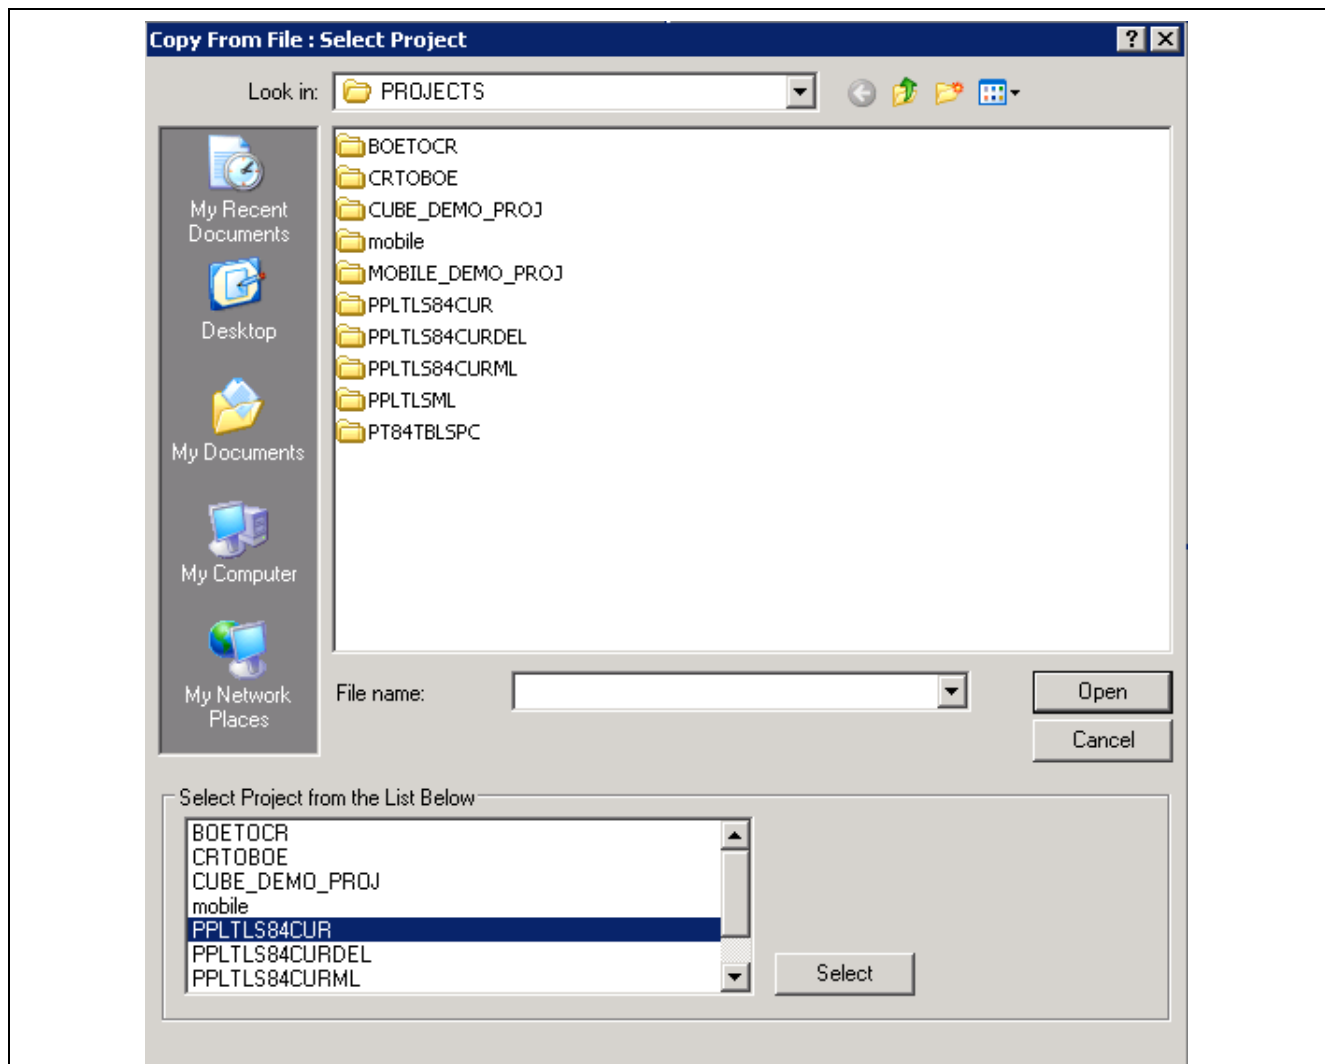 Copy From File : Select Project
Look in:
PROJECTS
My Recent
Documents
Desktop
My Documents
My Computer
My Network
Places
BOETOCR
CRTOBOE
CUBE_DEMO_PROJ
mobile
MOBILE_DEMO_PROJ
PPLTLS84CUR
PPLTLS84CURDEL
PPLTLS84CURML
PPLTLSML
PT84TBLSPC
File name:
Open
Cancel
Select Project from the List Below
BOETOCR
CRTOBOE
CUBE_DEMO_PROJ
mobile
PPLTLS84CUR
PPLTLS84CURDEL
PPLTLS84CURML
Select